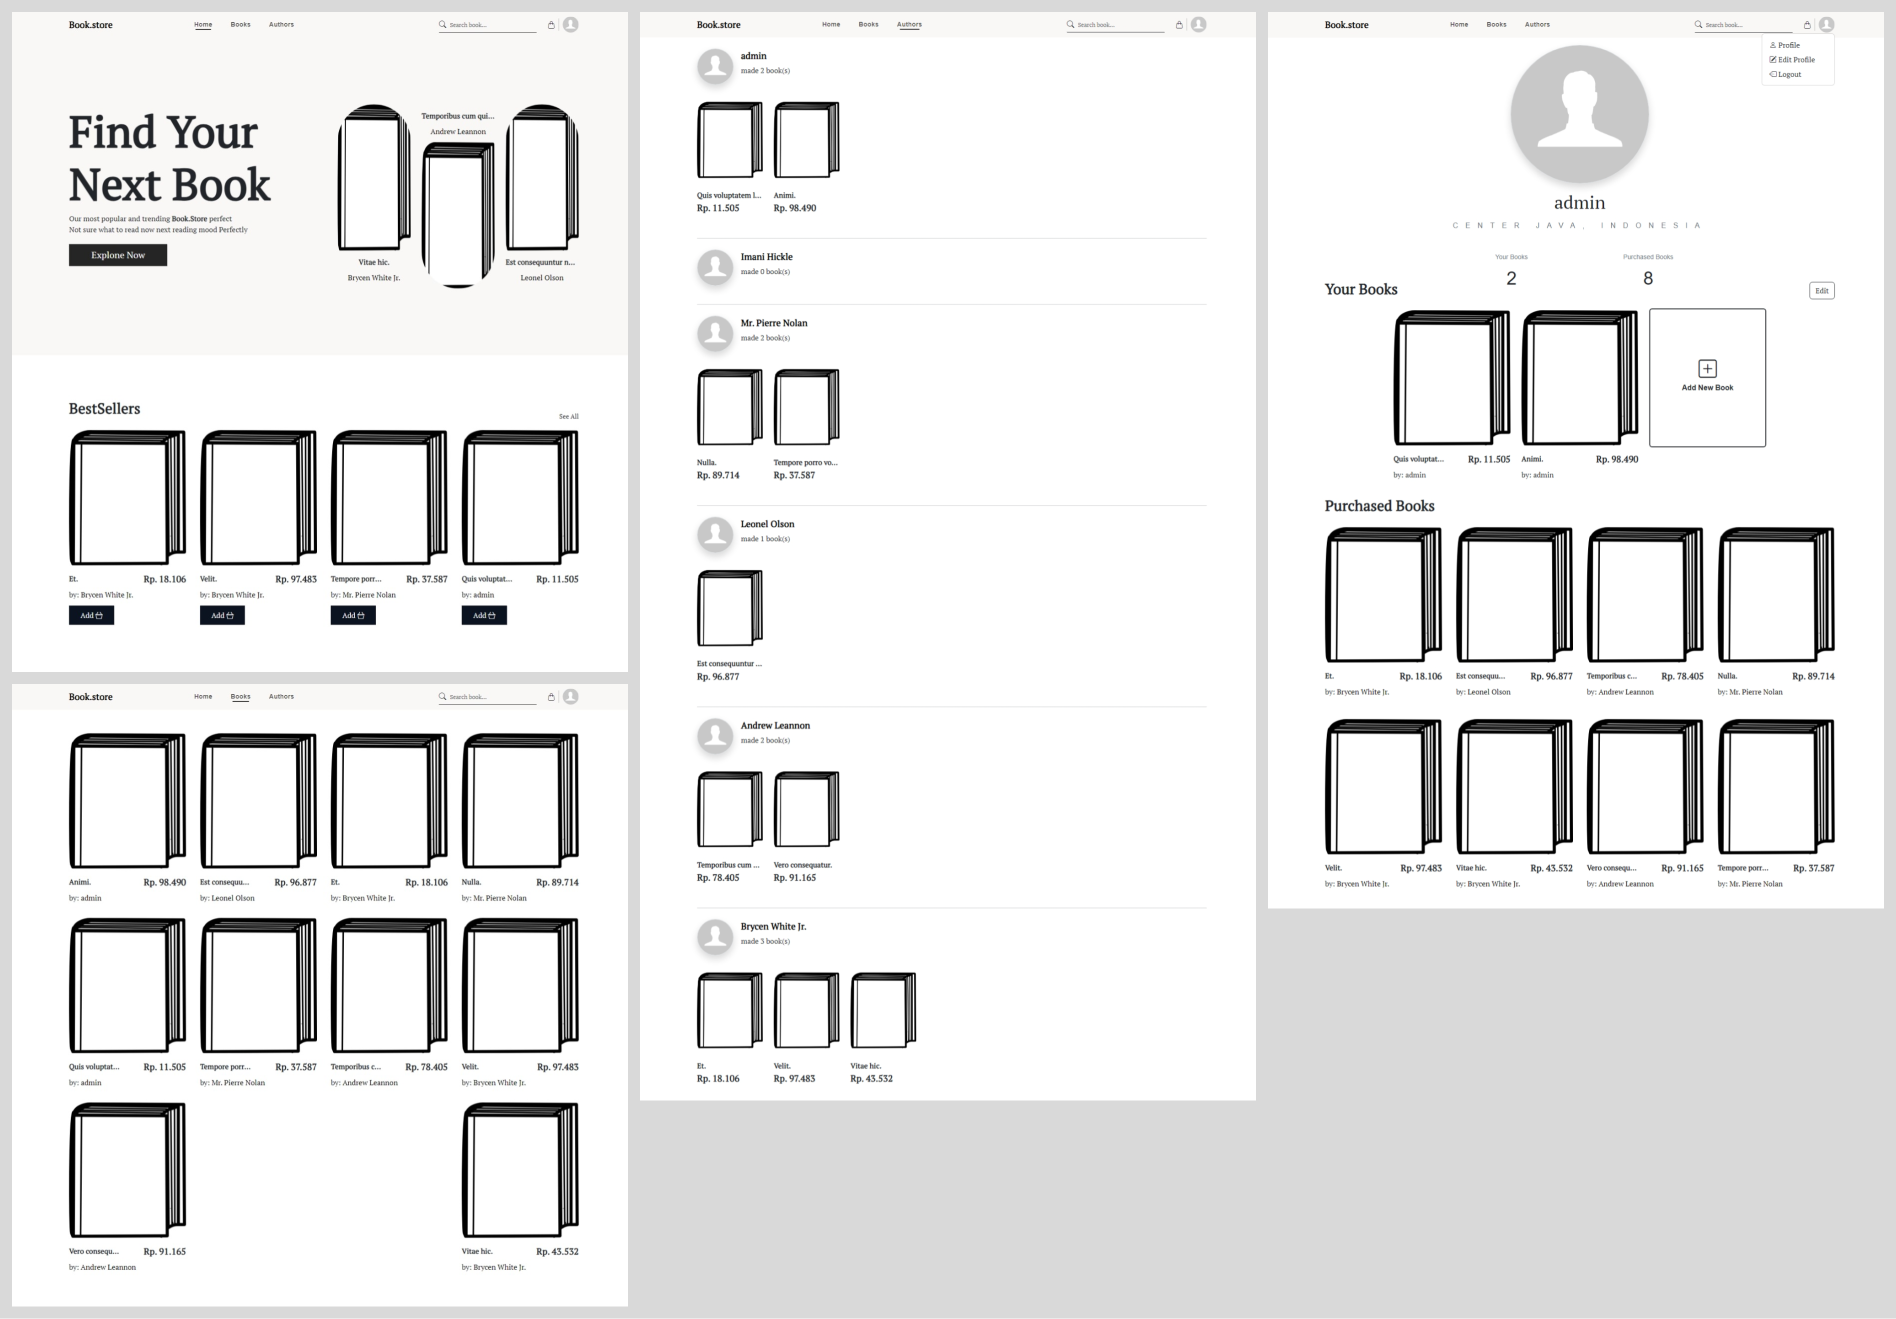 Book.store Home Books Authors Search book...
Find Your
Next Book
Our most popular and trending Book.Store perfect
Not sure what to read now next reading mood Perfectly
Explone Now
Vitae hic.
Brycen White Jr.
Temporibus cum qui...
Andrew Leannon
Est consequuntur n...
Leonel Olson
BestSellers
See All
Et. Rp. 18.106 Velit. Rp. 97.483 Tempore porr... Rp. 37.587 Quis voluptat... Rp. 11.505
by: Brycen White Jr. by: Brycen White Jr. by: Mr. Pierre Nolan by: admin
Add Add Add Add
Book.store Home Books Authors Search book...
Animi. Rp. 98.490 Est consequu... Rp. 96.877 Et. Rp. 18.106 Nulla. Rp. 89.714
by: admin by: Leonel Olson by: Brycen White Jr. by: Mr. Pierre Nolan
Quis voluptat... Rp. 11.505 Tempore porr... Rp. 37.587 Temporibus c... Rp. 78.405 Velit. Rp. 97.483
by: admin by: Mr. Pierre Nolan by: Andrew Leannon by: Brycen White Jr.
Vero consequ... Rp. 91.165 Vitae hic. Rp. 43.532
by: Andrew Leannon by: Brycen White Jr.
Book.store Home Books Authors Search book...
admin
made 2 book(s)
Quis voluptatem l... Animi.
Rp. 11.505 Rp. 98.490
Imani Hickle
made 0 book(s)
Mr. Pierre Nolan
made 2 book(s)
Nulla. Tempore porro vo...
Rp. 89.714 Rp. 37.587
Leonel Olson
made 1 book(s)
Est consequuntur ...
Rp. 96.877
Andrew Leannon
made 2 book(s)
Temporibus cum ... Vero consequatur.
Rp. 78.405 Rp. 91.165
Brycen White Jr.
made 3 book(s)
Et. Velit. Vitae hic.
Rp. 18.106 Rp. 97.483 Rp. 43.532
Book.store Home Books Authors Search book...
Profile
Edit Profile
Logout
admin
CENTER JAVA, INDONESIA
Your Books Purchased Books
2 8
Your Books Edit
Add New Book
Quis voluptat... Rp. 11.505 Animi. Rp. 98.490
by: admin by: admin
Purchased Books
Et. Rp. 18.106 Est consequu... Rp. 96.877 Temporibus c... Rp. 78.405 Nulla. Rp. 89.714
by: Brycen White Jr. by: Leonel Olson by: Andrew Leannon by: Mr. Pierre Nolan
Velit. Rp. 97.483 Vitae hic. Rp. 43.532 Vero consequ... Rp. 91.165 Tempore porr... Rp. 37.587
by: Brycen White Jr. by: Brycen White Jr. by: Andrew Leannon by: Mr. Pierre Nolan